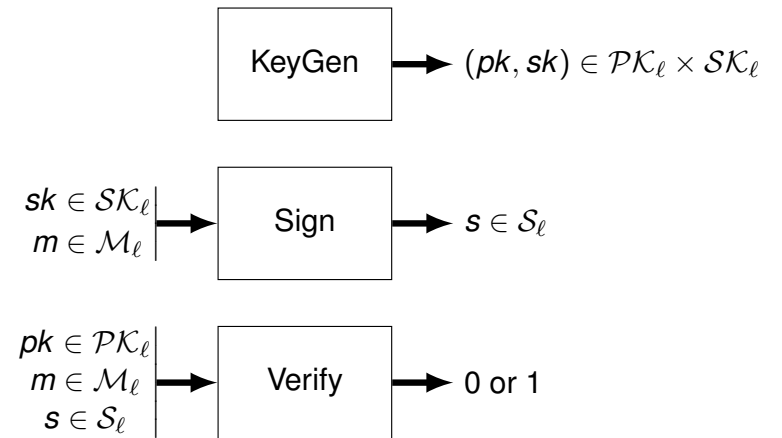 KeyGen
(pk, sk) ∈ 𝒫𝒦ℓ × 𝒮𝒦ℓ
sk ∈ 𝒮𝒦ℓ
m ∈ ℳℓ
Sign
s ∈ 𝒮ℓ
pk ∈ 𝒫𝒦ℓ
m ∈ ℳℓ
s ∈ 𝒮ℓ
Verify
0 or 1